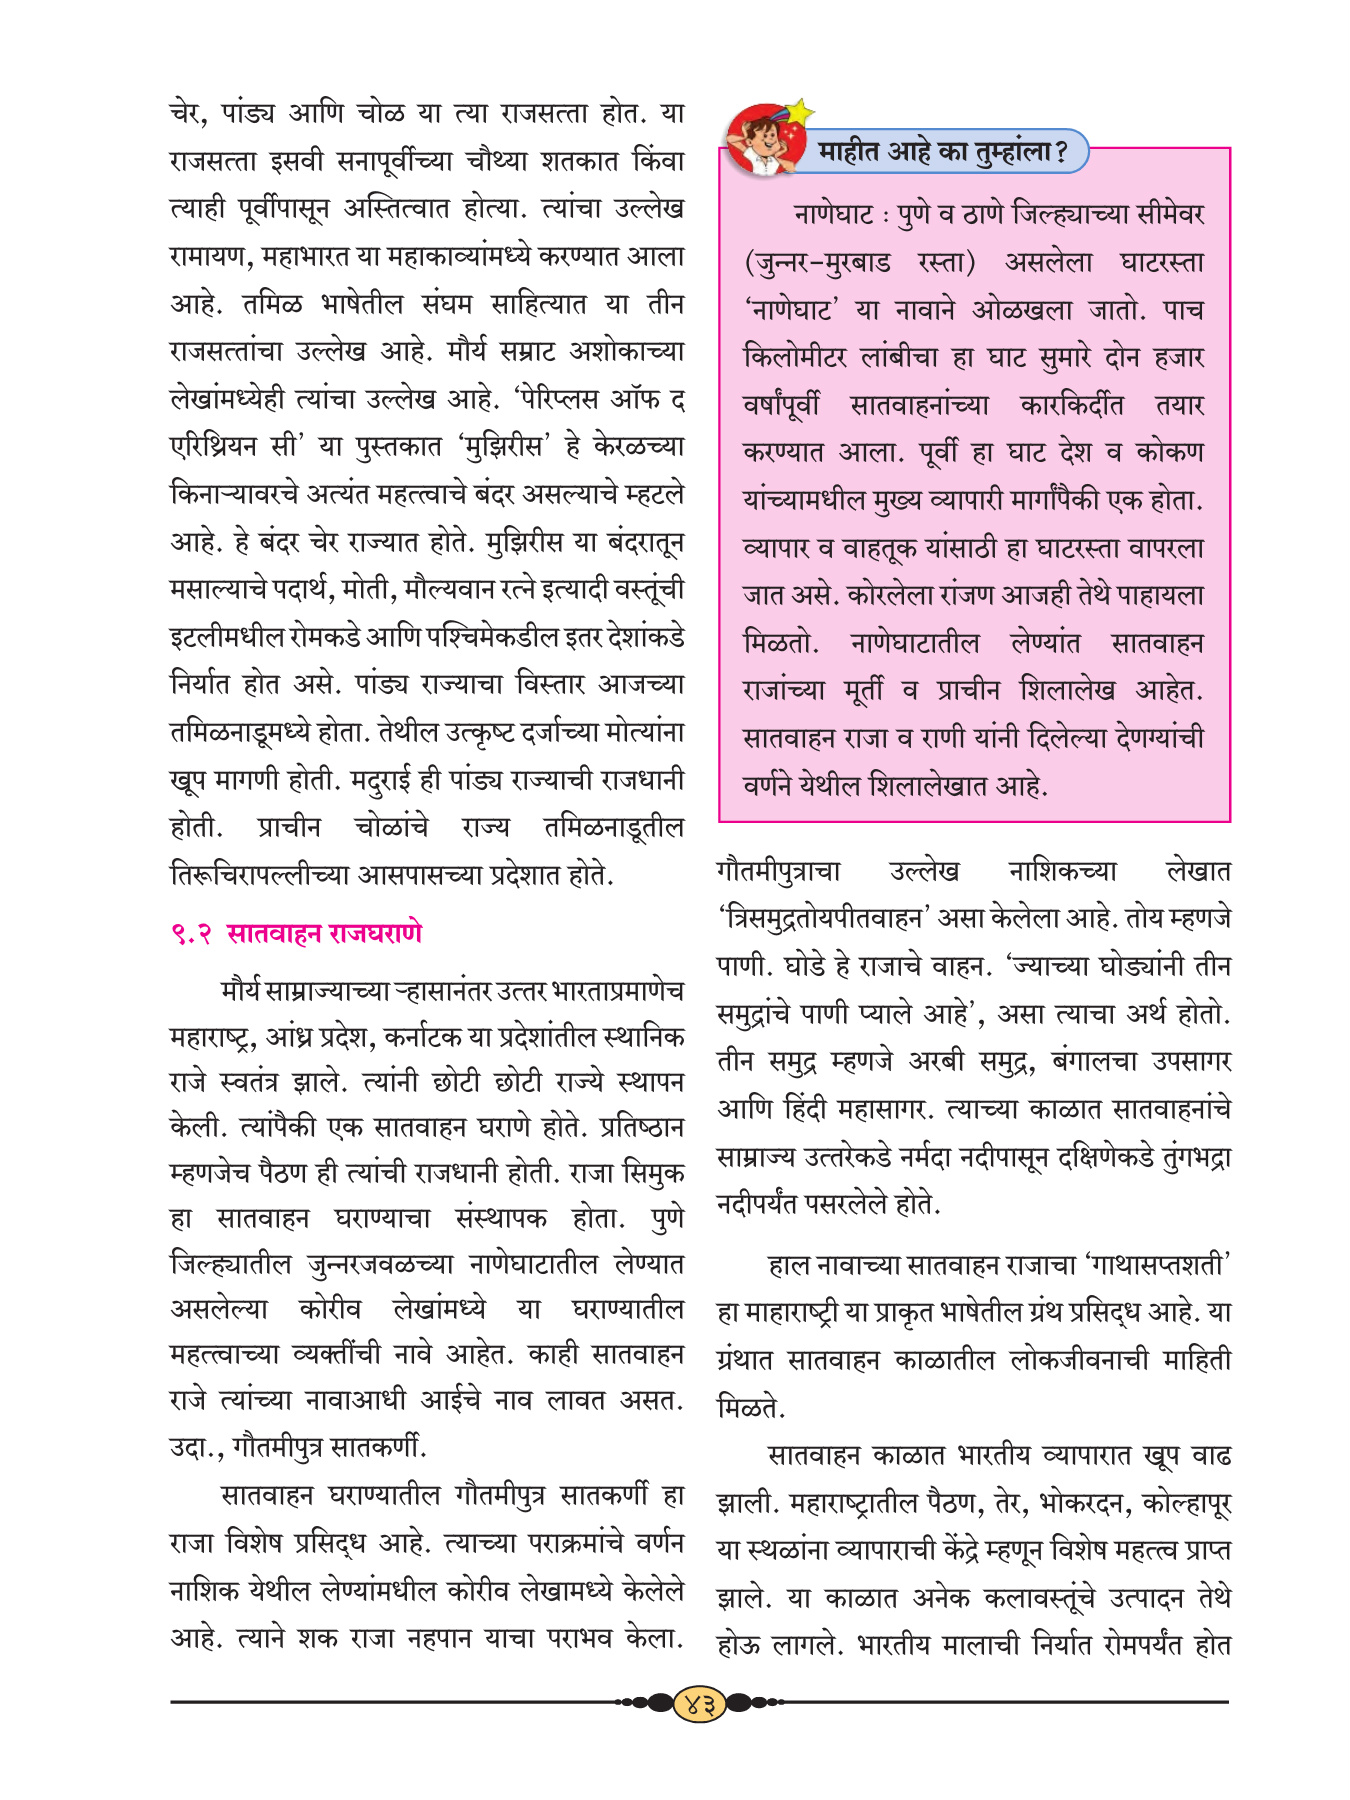 चेर, पांड्य आणि चोळ या त्या राजसत्ता होत. या
राजसत्ता इसवी सनापूर्वीच्या चौथ्या शतकात किंवा
त्याही पूर्वीपासून अस्तित्वात होत्या. त्यांचा उल्लेख
रामायण, महाभारत या महाकाव्यांमध्ये करण्यात आला
आहे. तमिळ भाषेतील संघम साहित्यात या तीन
राजसत्तांचा उल्लेख आहे. मौर्य सम्राट अशोकाच्या
लेखांमध्येही त्यांचा उल्लेख आहे. ‘पेरिप्लस ऑफ द
एरिथ्रियन सी’ या पुस्तकात ‘मुझिरीस’ हे केरळच्या
किनाऱ्यावरचे अत्यंत महत्त्वाचे बंदर असल्याचे म्हटले
आहे. हे बंदर चेर राज्यात होते. मुझिरीस या बंदरातून
मसाल्याचे पदार्थ, मोती, मौल्यवान रत्ने इत्यादी वस्तूंची
इटलीमधील रोमकडे आणि पश्चिमेकडील इतर देशांकडे
निर्यात होत असे. पांड्य राज्याचा विस्तार आजच्या
तमिळनाडूमध्ये होता. तेथील उत्कृष्ट दर्जाच्या मोत्यांना
खूप मागणी होती. मदुराई ही पांड्य राज्याची राजधानी
होती. प्राचीन चोळांचे राज्य तमिळनाडूतील
तिरूचिरापल्लीच्या आसपासच्या प्रदेशात होते.
९.२ सातवाहन राजघराणे
मौर्य साम्राज्याच्या ऱ्हासानंतर उत्तर भारताप्रमाणेच
महाराष्ट्र, आंध्र प्रदेश, कर्नाटक या प्रदेशांतील स्थानिक
राजे स्वतंत्र झाले. त्यांनी छोटी छोटी राज्ये स्थापन
केली. त्यांपैकी एक सातवाहन घराणे होते. प्रतिष्ठान
म्हणजेच पैठण ही त्यांची राजधानी होती. राजा सिमुक
हा सातवाहन घराण्याचा संस्थापक होता. पुणे
जिल्ह्यातील जुन्नरजवळच्या नाणेघाटातील लेण्यात
असलेल्या कोरीव लेखांमध्ये या घराण्यातील
महत्त्वाच्या व्यक्तींची नावे आहेत. काही सातवाहन
राजे त्यांच्या नावाआधी आईचे नाव लावत असत.
उदा., गौतमीपुत्र सातकर्णी.
सातवाहन घराण्यातील गौतमीपुत्र सातकर्णी हा
राजा विशेष प्रसिद्ध आहे. त्याच्या पराक्रमांचे वर्णन
नाशिक येथील लेण्यांमधील कोरीव लेखामध्ये केलेले
आहे. त्याने शक राजा नहपान याचा पराभव केला.
माहीत आहे का तुम्हांला?
नाणेघाट : पुणे व ठाणे जिल्ह्याच्या सीमेवर
(जुन्नर-मुरबाड रस्ता) असलेला घाटरस्ता
‘नाणेघाट’ या नावाने ओळखला जातो. पाच
किलोमीटर लांबीचा हा घाट सुमारे दोन हजार
वर्षांपूर्वी सातवाहनांच्या कारकिर्दीत तयार
करण्यात आला. पूर्वी हा घाट देश व कोकण
यांच्यामधील मुख्य व्यापारी मार्गांपैकी एक होता.
व्यापार व वाहतूक यांसाठी हा घाटरस्ता वापरला
जात असे. कोरलेला रांजण आजही तेथे पाहायला
मिळतो. नाणेघाटातील लेण्यांत सातवाहन
राजांच्या मूर्ती व प्राचीन शिलालेख आहेत.
सातवाहन राजा व राणी यांनी दिलेल्या देणग्यांची
वर्णने येथील शिलालेखात आहे.
गौतमीपुत्राचा उल्लेख नाशिकच्या लेखात
‘त्रिसमुद्रतोयपीतवाहन’ असा केलेला आहे. तोय म्हणजे
पाणी. घोडे हे राजाचे वाहन. ‘ज्याच्या घोड्यांनी तीन
समुद्रांचे पाणी प्याले आहे’, असा त्याचा अर्थ होतो.
तीन समुद्र म्हणजे अरबी समुद्र, बंगालचा उपसागर
आणि हिंदी महासागर. त्याच्या काळात सातवाहनांचे
साम्राज्य उत्तरेकडे नर्मदा नदीपासून दक्षिणेकडे तुंगभद्रा
नदीपर्यंत पसरलेले होते.
हाल नावाच्या सातवाहन राजाचा ‘गाथासप्तशती’
हा माहाराष्ट्री या प्राकृत भाषेतील ग्रंथ प्रसिद्ध आहे. या
ग्रंथात सातवाहन काळातील लोकजीवनाची माहिती
मिळते.
सातवाहन काळात भारतीय व्यापारात खूप वाढ
झाली. महाराष्ट्रातील पैठण, तेर, भोकरदन, कोल्हापूर
या स्थळांना व्यापाराची केंद्रे म्हणून विशेष महत्त्व प्राप्त
झाले. या काळात अनेक कलावस्तूंचे उत्पादन तेथे
होऊ लागले. भारतीय मालाची निर्यात रोमपर्यंत होत
४३